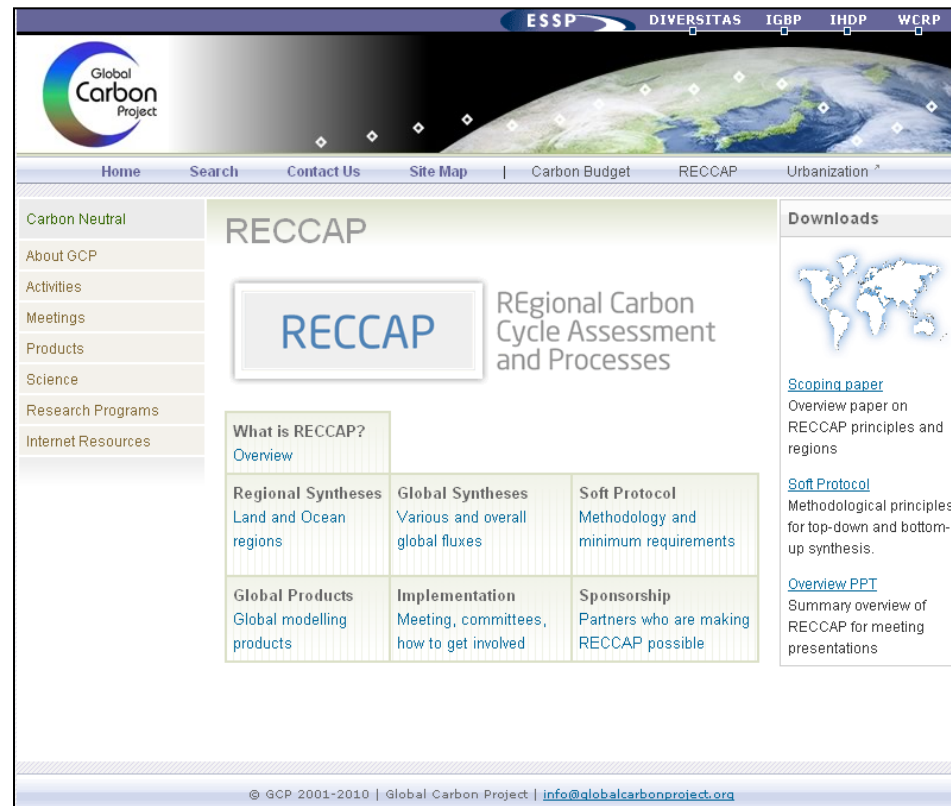 ESSP DIVERSITAS IGBP IHDP WCRP
Global
Carbon
Project
Home Search Contact Us Site Map | Carbon Budget RECCAP Urbanization ↗
Carbon Neutral
About GCP
Activities
Meetings
Products
Science
Research Programs
Internet Resources
RECCAP
RECCAP
REgional Carbon
Cycle Assessment
and Processes
What is RECCAP?
Overview
Regional Syntheses
Land and Ocean
regions
Global Syntheses
Various and overall
global fluxes
Soft Protocol
Methodology and
minimum requirements
Global Products
Global modelling
products
Implementation
Meeting, committees,
how to get involved
Sponsorship
Partners who are making
RECCAP possible
Downloads
Scoping paper
Overview paper on
RECCAP principles and
regions
Soft Protocol
Methodological principles
for top-down and bottom-
up synthesis.
Overview PPT
Summary overview of
RECCAP for meeting
presentations
© GCP 2001-2010 | Global Carbon Project | info@globalcarbonproject.org